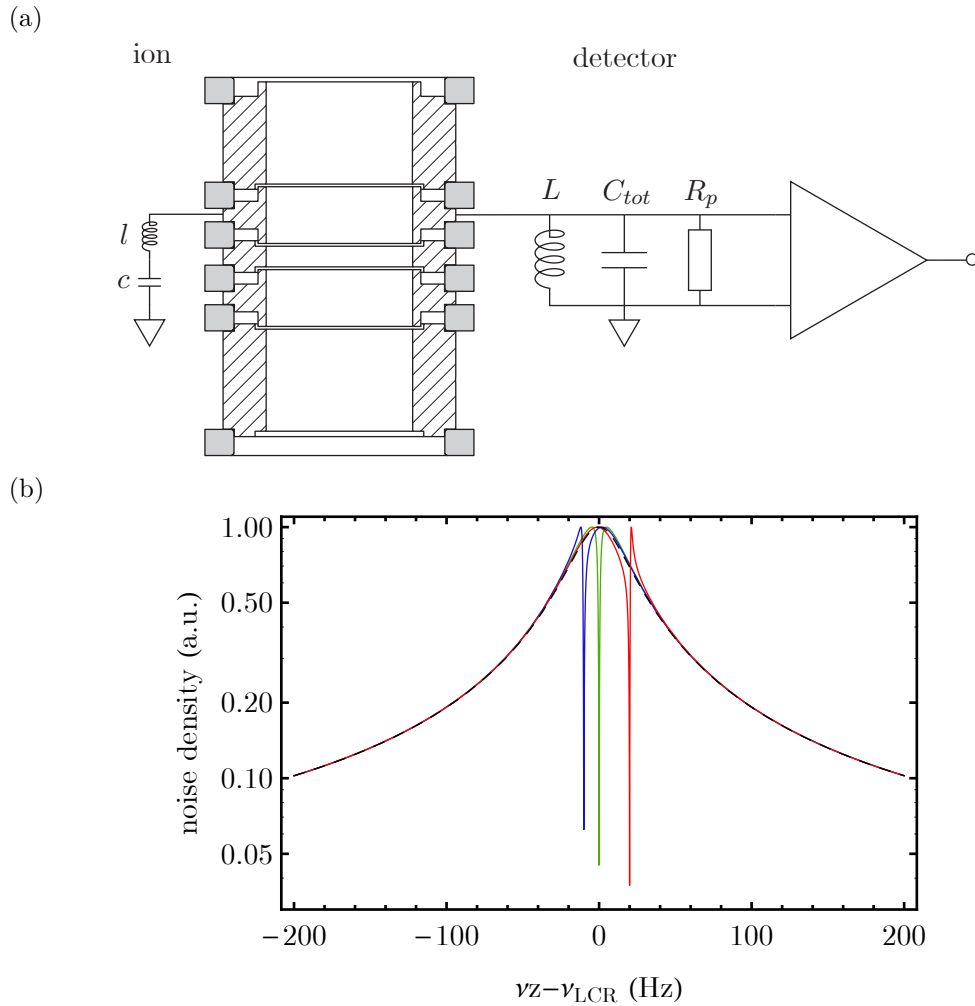 (a)
ion
detector
L
C_tot
R_p
l
c
(b)
1.00
0.50
0.20
0.10
0.05
noise density (a.u.)
−200
−100
0
100
200
νz−ν_LCR (Hz)